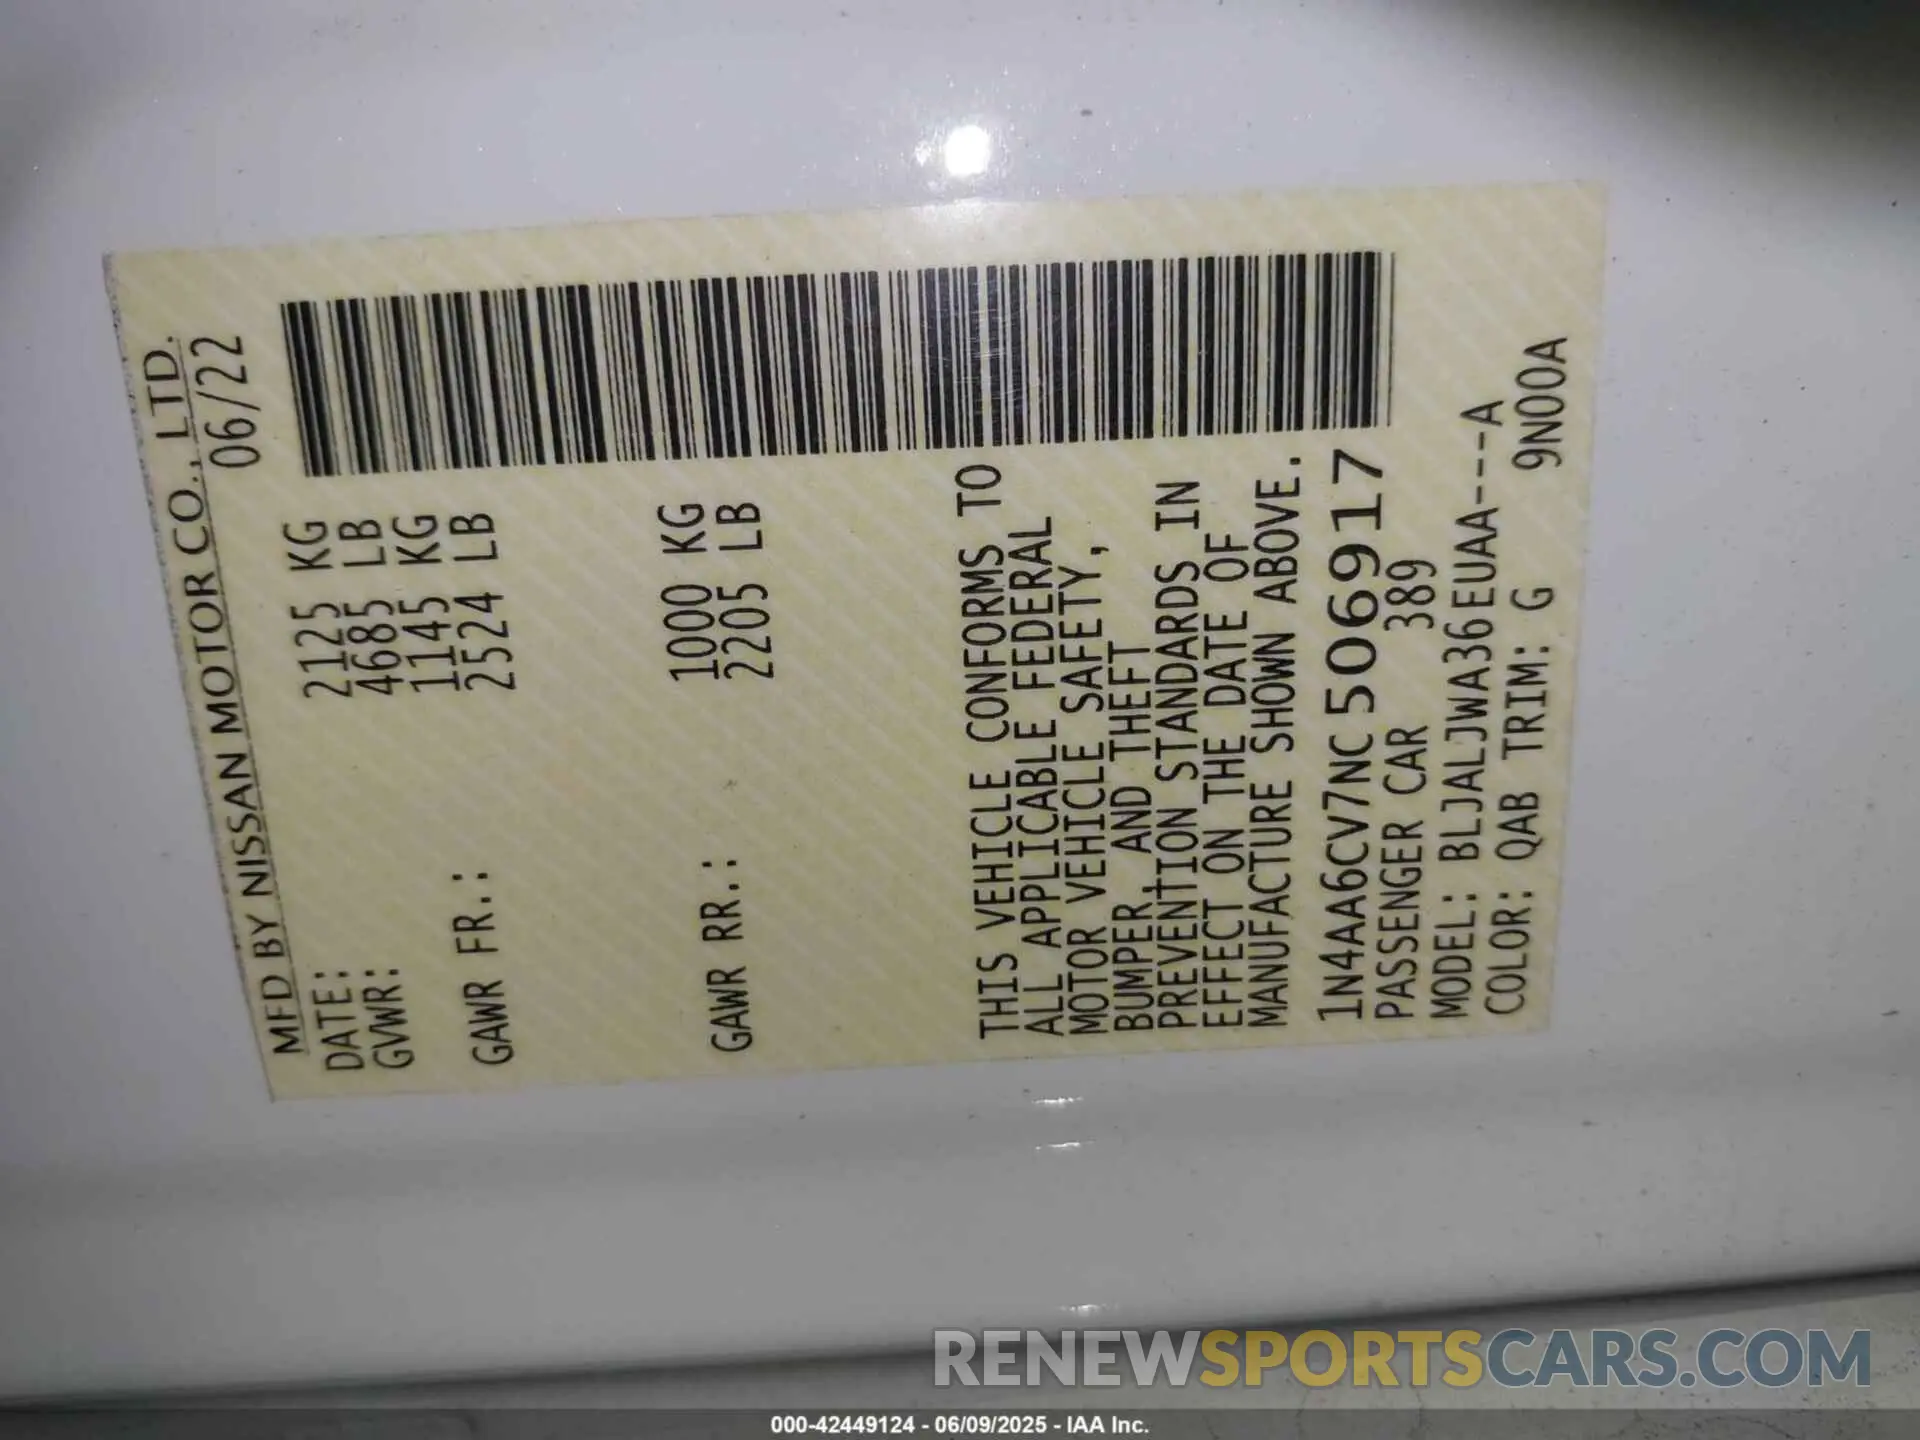 MFD BY NISSAN MOTOR CO., LTD.
DATE: 06/22
GVWR: 2125 KG
4685 LB
GAWR FR.: 1145 KG
2524 LB
GAWR RR.: 1000 KG
2205 LB
THIS VEHICLE CONFORMS TO
ALL APPLICABLE FEDERAL
MOTOR VEHICLE SAFETY,
BUMPER, AND THEFT
PREVENTION STANDARDS IN
EFFECT ON THE DATE OF
MANUFACTURE SHOWN ABOVE.
1N4AA6CV7NC506917
PASSENGER CAR 389
MODEL: BLJALJWA36EUAA---A
COLOR: QAB TRIM: G 9N00A
RENEWSPORTSCARS.COM
000-42449124 - 06/09/2025 - IAA Inc.